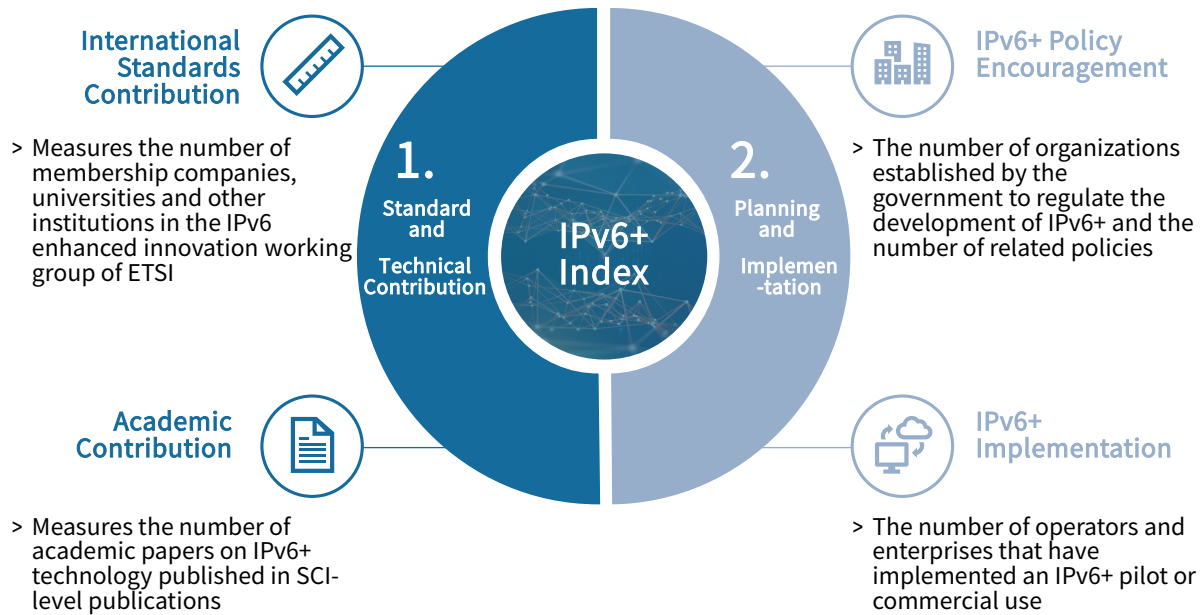 International
Standards
Contribution
> Measures the number of
membership companies,
universities and other
institutions in the IPv6
enhanced innovation working
group of ETSI
Academic
Contribution
> Measures the number of
academic papers on IPv6+
technology published in SCI-
level publications
1.
Standard
and
Technical
Contribution
IPv6+
Index
2.
Planning
and
Implemen
-tation
IPv6+ Policy
Encouragement
> The number of organizations
established by the
government to regulate the
development of IPv6+ and the
number of related policies
IPv6+
Implementation
> The number of operators and
enterprises that have
implemented an IPv6+ pilot or
commercial use